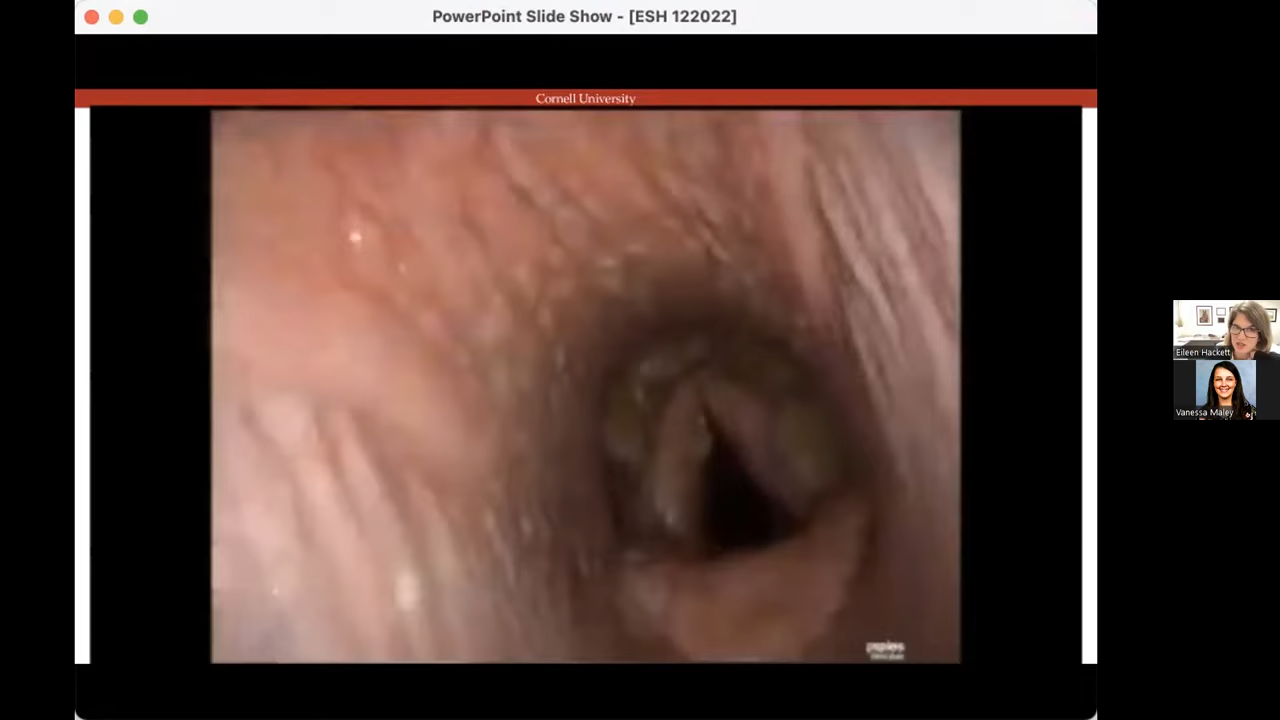 PowerPoint Slide Show - [ESH 122022]
Cornell University
Eileen Hackett
Vanessa Maley